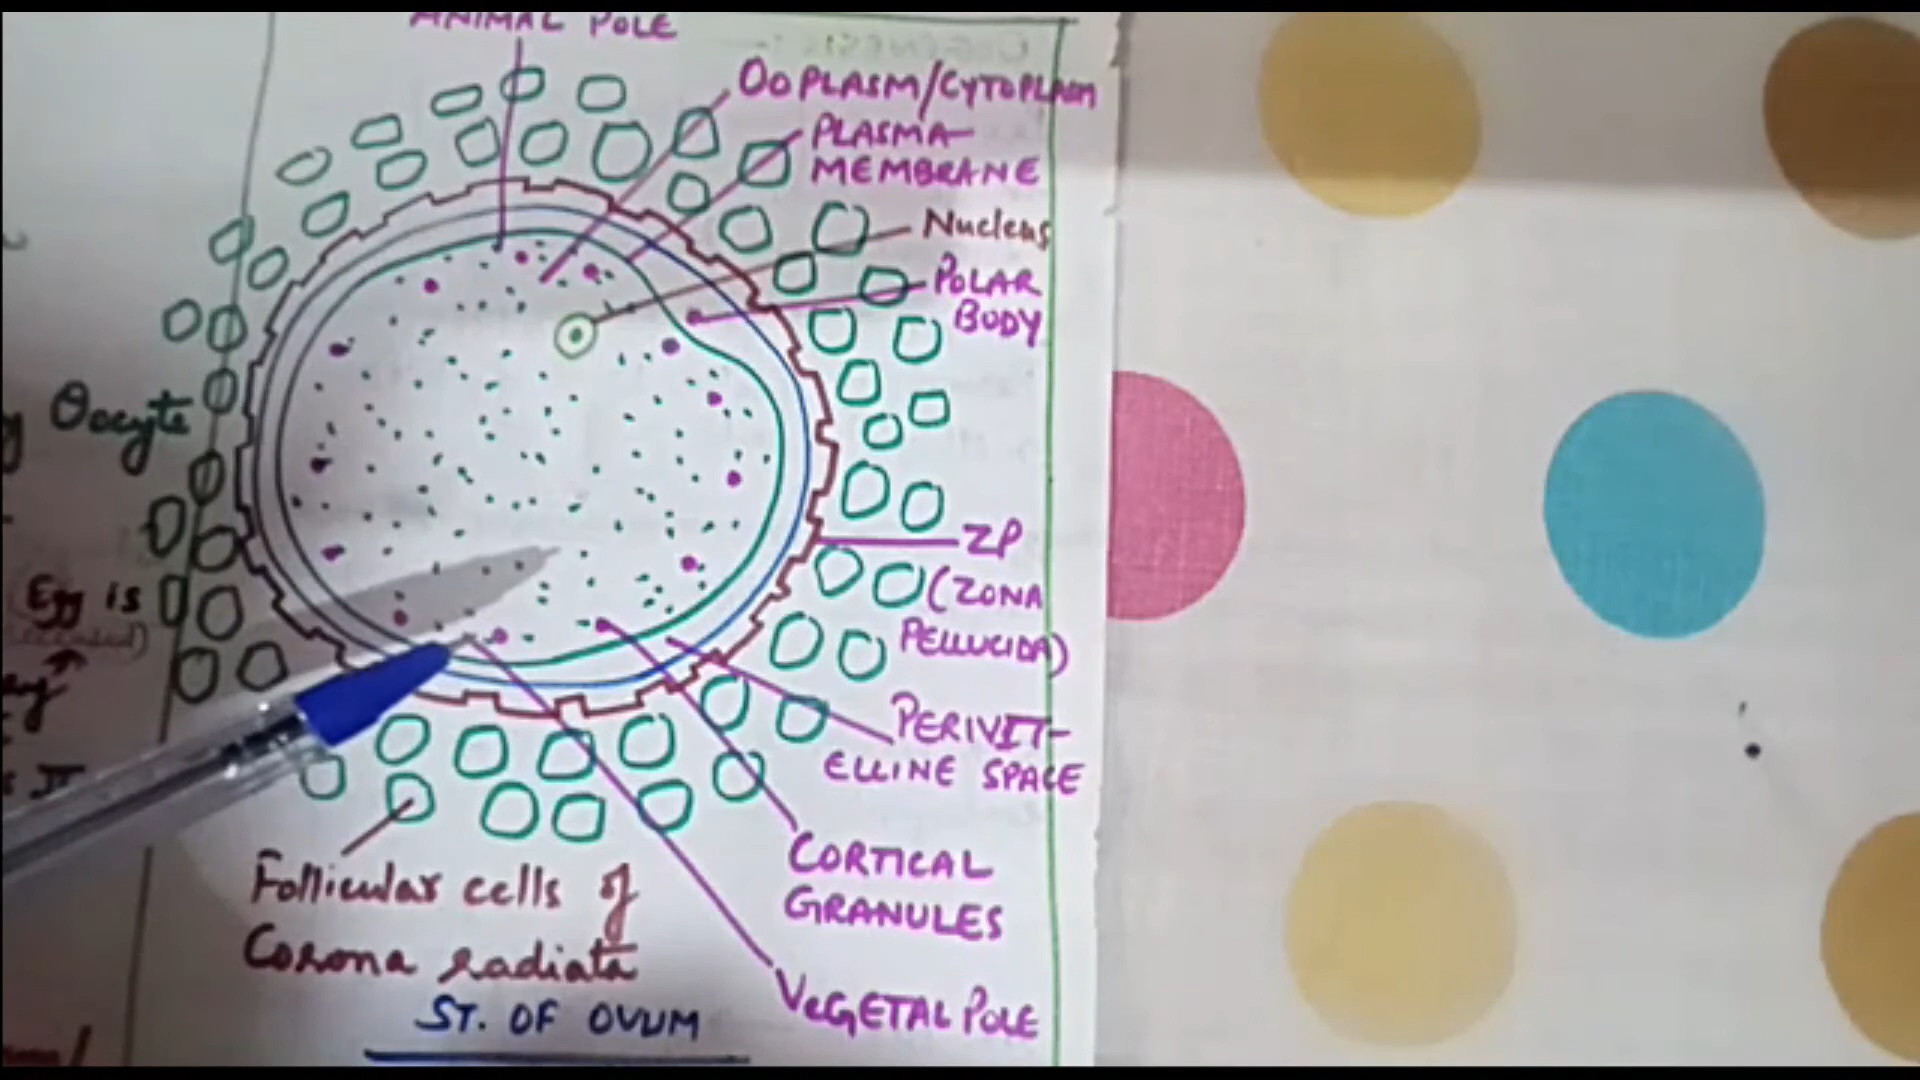 ANIMAL POLE
OOPLASM/CYTOPLASM
PLASMA
MEMBRANE
Nucleus
POLAR
BODY
Oocyte
ZP
(ZONA
PELLUCIDA)
Egg is
PERIVIT-
ELLINE SPACE
CORTICAL
GRANULES
Follicular cells of
Corona radiata
VeGETAL POLE
ST. OF OVUM